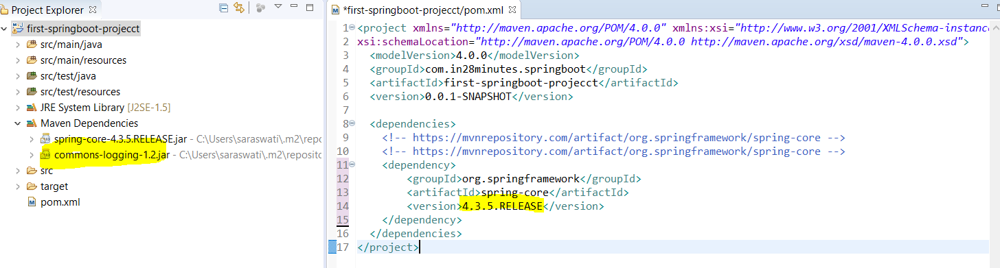 Project Explorer
first-springboot-projecct
src/main/java
src/main/resources
src/test/java
src/test/resources
JRE System Library [J2SE-1.5]
Maven Dependencies
spring-core-4.3.5.RELEASE.jar - C:\Users\saraswati\.m2\repo
commons-logging-1.2.jar - C:\Users\saraswati\.m2\reposito
src
target
pom.xml
*first-springboot-projecct/pom.xml
1 <project xmlns="http://maven.apache.org/POM/4.0.0" xmlns:xsi="http://www.w3.org/2001/XMLSchema-instanc
2 xsi:schemaLocation="http://maven.apache.org/POM/4.0.0 http://maven.apache.org/xsd/maven-4.0.0.xsd">
3 <modelVersion>4.0.0</modelVersion>
4 <groupId>com.in28minutes.springboot</groupId>
5 <artifactId>first-springboot-projecct</artifactId>
6 <version>0.0.1-SNAPSHOT</version>
7
8 <dependencies>
9 <!-- https://mvnrepository.com/artifact/org.springframework/spring-core -->
10 <!-- https://mvnrepository.com/artifact/org.springframework/spring-core -->
11 <dependency>
12 <groupId>org.springframework</groupId>
13 <artifactId>spring-core</artifactId>
14 <version>4.3.5.RELEASE</version>
15 </dependency>
16 </dependencies>
17 </project>